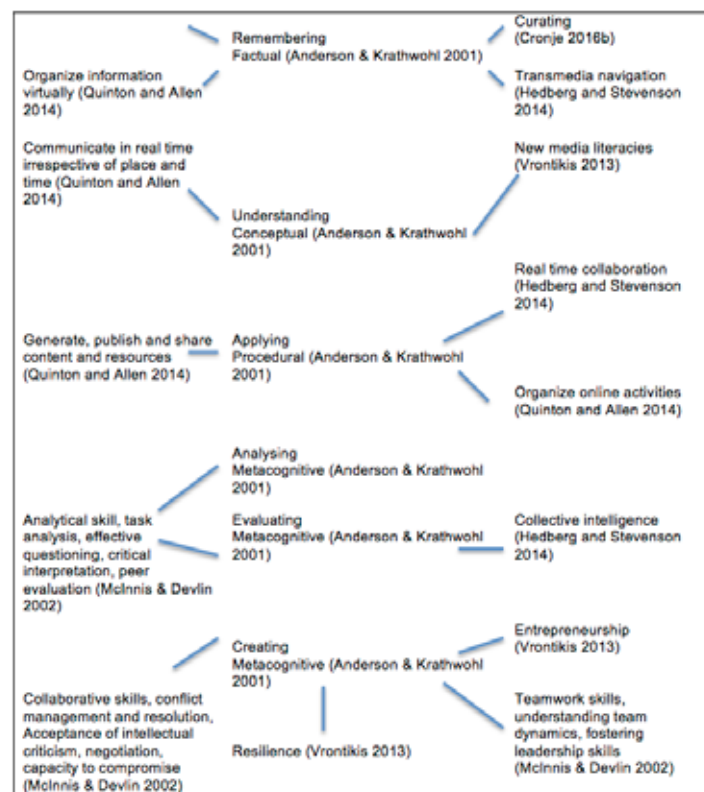 Remembering
Factual (Anderson & Krathwohl 2001)
Curating
(Cronje 2016b)
Organize information
virtually (Quinton and Allen
2014)
Transmedia navigation
(Hedberg and Stevenson
2014)
Communicate in real time
irrespective of place and
time (Quinton and Allen
2014)
Understanding
Conceptual (Anderson & Krathwohl
2001)
New media literacies
(Vrontikis 2013)
Generate, publish and share
content and resources
(Quinton and Allen 2014)
Applying
Procedural (Anderson & Krathwohl
2001)
Real time collaboration
(Hedberg and Stevenson
2014)
Organize online activities
(Quinton and Allen 2014)
Analysing
Metacognitive (Anderson & Krathwohl
2001)
Analytical skill, task
analysis, effective
questioning, critical
interpretation, peer
evaluation (McInnis & Devlin
2002)
Evaluating
Metacognitive (Anderson & Krathwohl
2001)
Collective intelligence
(Hedberg and Stevenson
2014)
Creating
Metacognitive (Anderson & Krathwohl
2001)
Entrepreneurship
(Vrontikis 2013)
Collaborative skills, conflict
management and resolution,
Acceptance of intellectual
criticism, negotiation,
capacity to compromise
(McInnis & Devlin 2002)
Resilience (Vrontikis 2013)
Teamwork skills,
understanding team
dynamics, fostering
leadership skills
(McInnis & Devlin 2002)